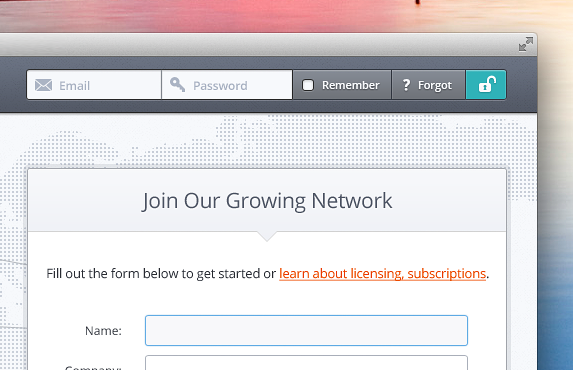 Email Password Remember ? Forgot
Join Our Growing Network
Fill out the form below to get started or learn about licensing, subscriptions.
Name:
Company: